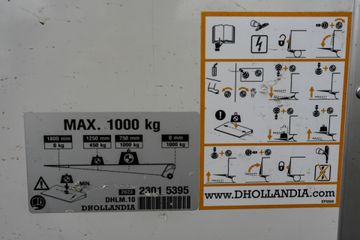 MAX. 1000 kg
1800 mm 1250 mm 750 mm 0 mm
0 kg 450 kg 1000 kg 1000 kg
MIN.
DHLM.10
DHOLLANDIA
2301 5395
www.DHOLLANDIA.com